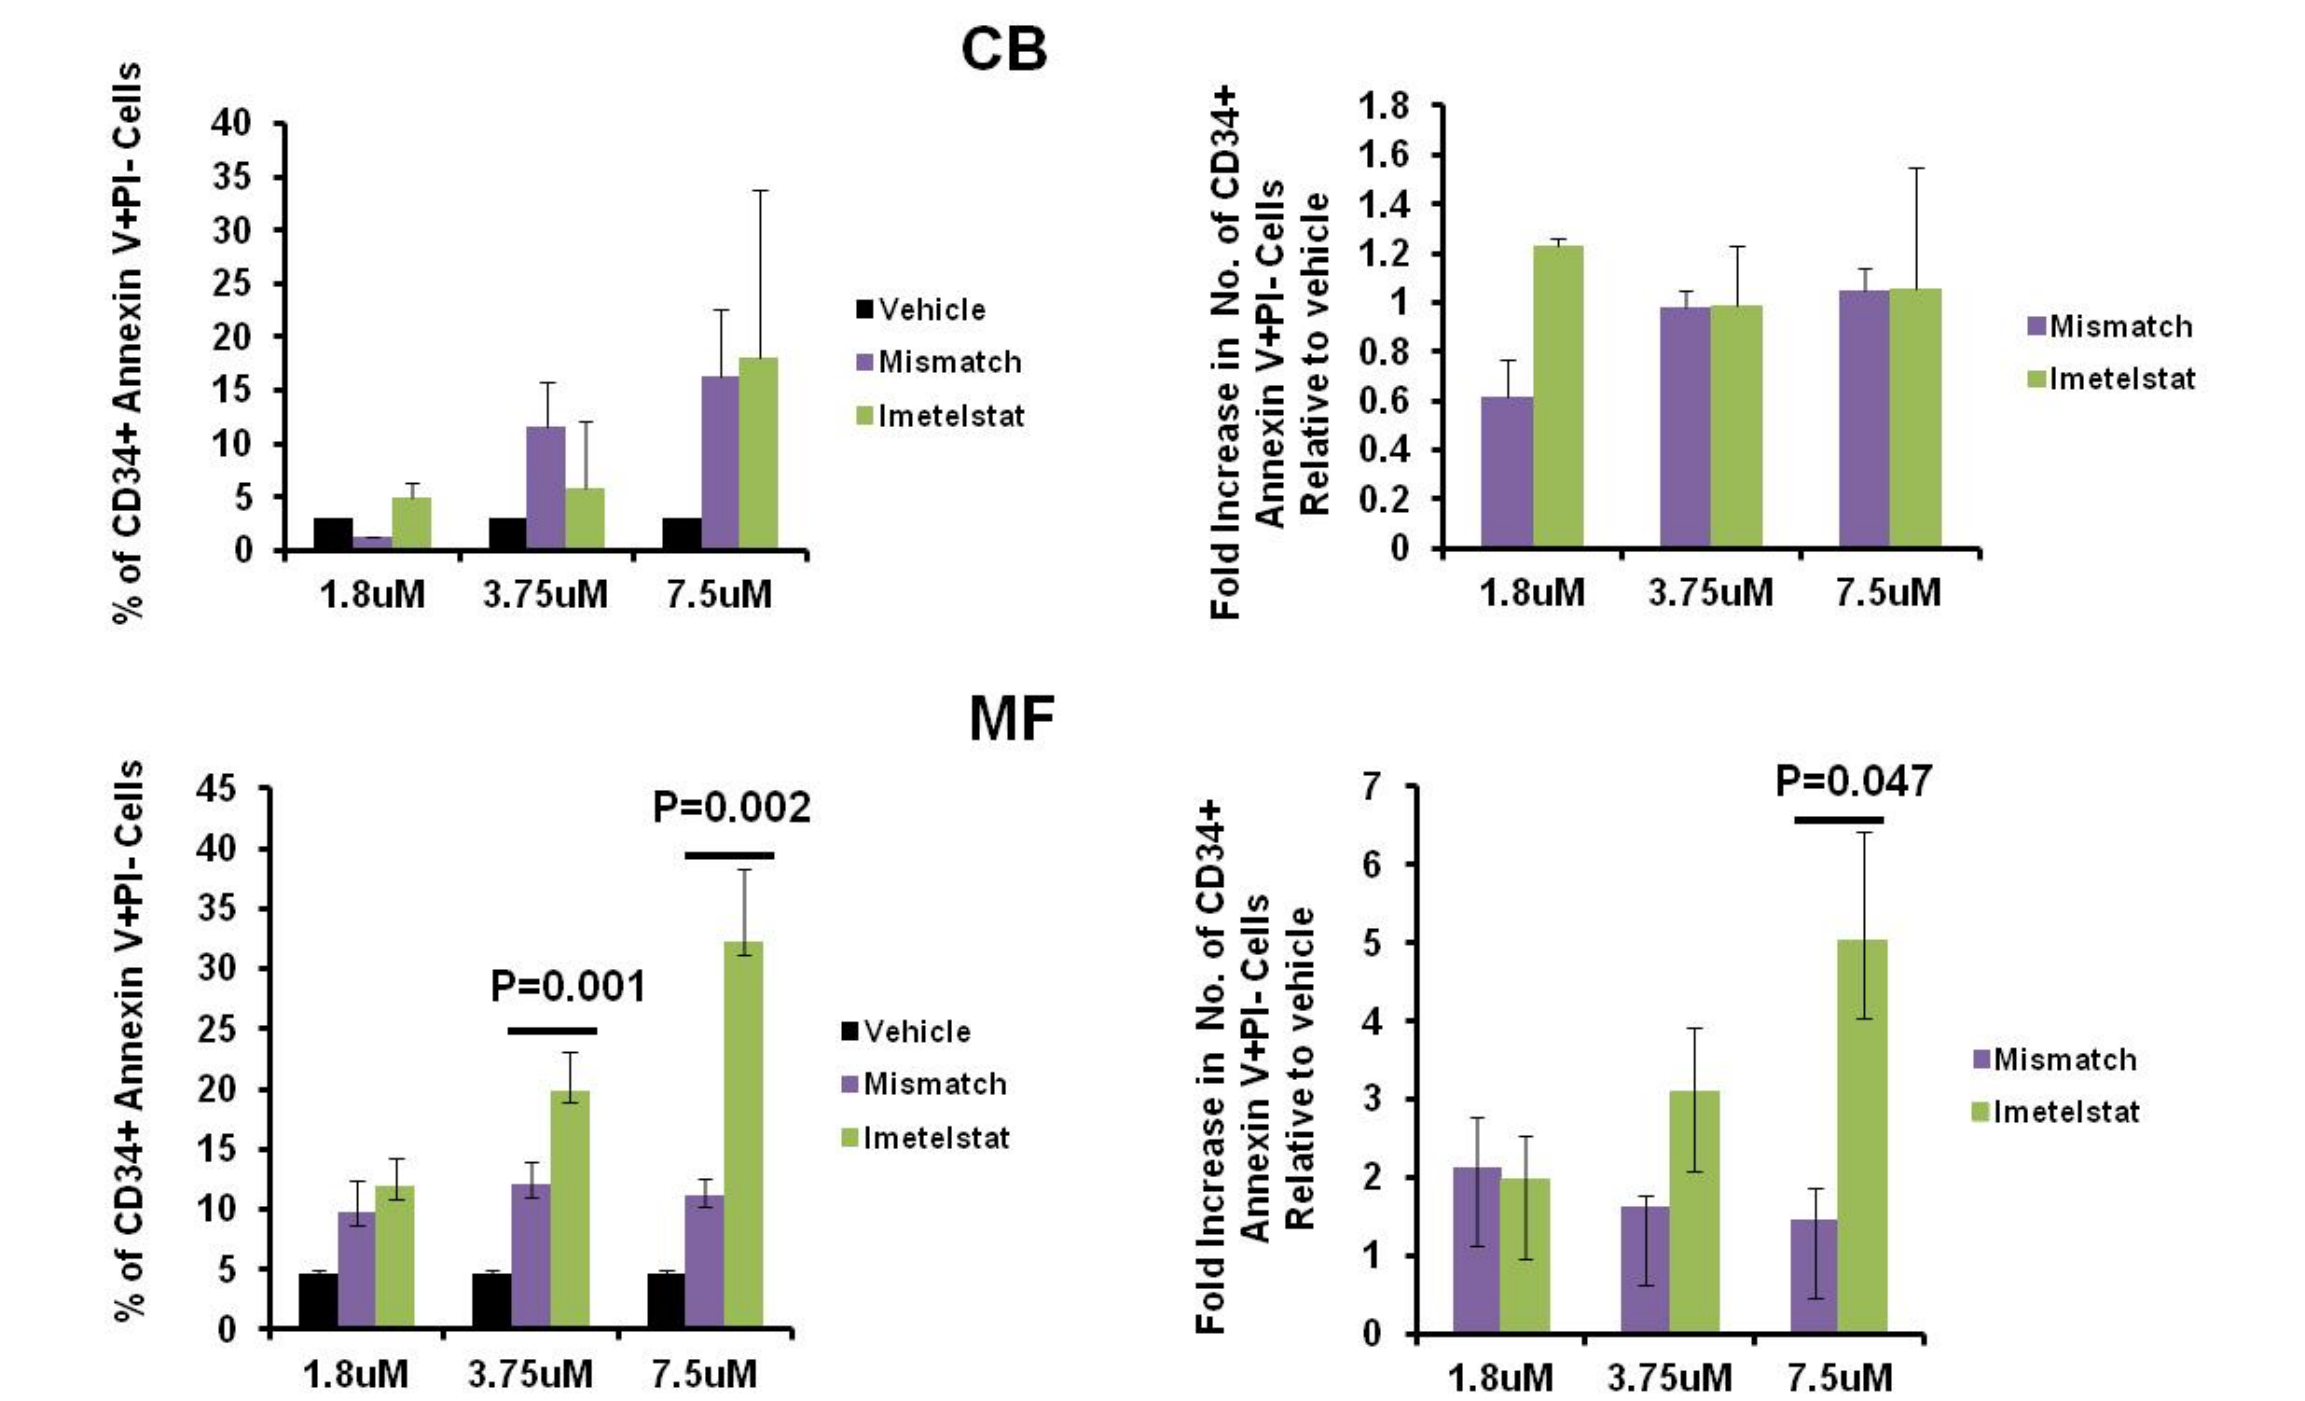 CB
% of CD34+ Annexin V+PI- Cells
40
35
30
25
20
15
10
5
0
1.8uM 3.75uM 7.5uM
Vehicle
Mismatch
Imetelstat
Fold Increase in No. of CD34+
Annexin V+PI- Cells
Relative to vehicle
1.8
1.6
1.4
1.2
1
0.8
0.6
0.4
0.2
0
1.8uM 3.75uM 7.5uM
Mismatch
Imetelstat
MF
% of CD34+ Annexin V+PI- Cells
45
40
35
30
25
20
15
10
5
0
P=0.001
P=0.002
1.8uM 3.75uM 7.5uM
Vehicle
Mismatch
Imetelstat
Fold Increase in No. of CD34+
Annexin V+PI- Cells
Relative to vehicle
7
6
5
4
3
2
1
0
P=0.047
1.8uM 3.75uM 7.5uM
Mismatch
Imetelstat